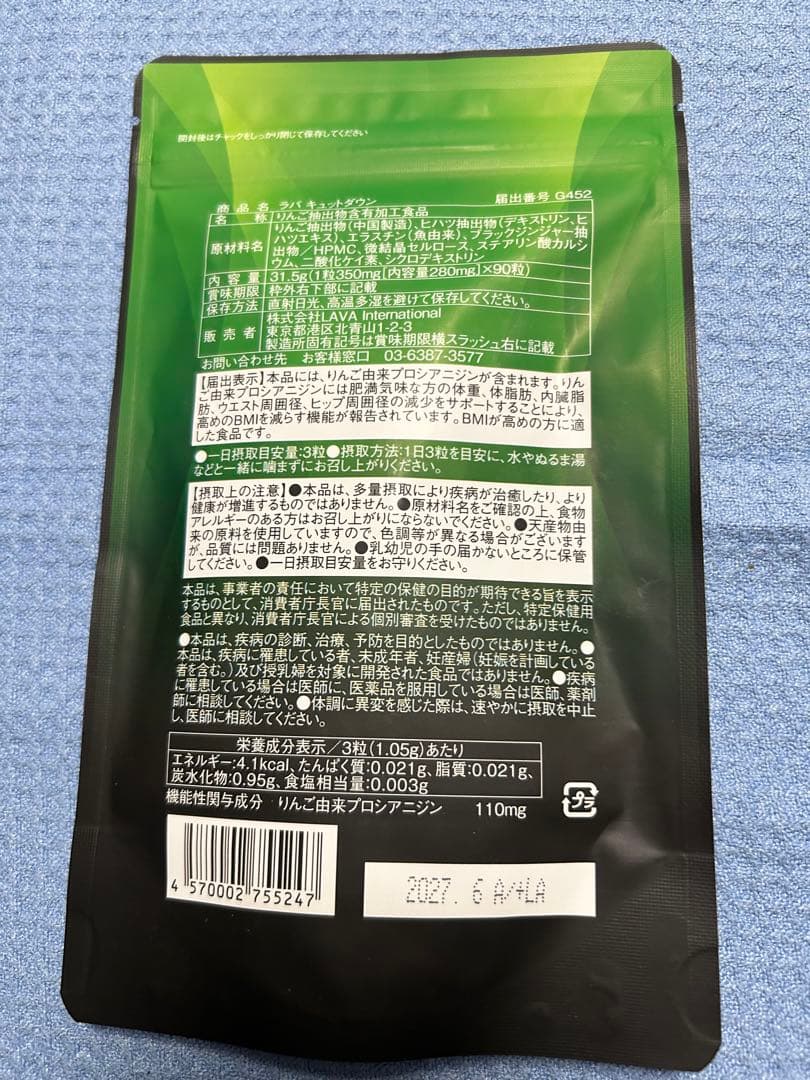 開封後はチャックをしっかり閉じて保存してください
商品名 ラバ キュットダウン 届出番号 G452
名称 りんご抽出物含有加工食品
原材料名 りんご抽出物(中国製造)、ヒハツ抽出物(デキストリン、ヒ
ハツエキス)、エラスチン(魚由来)、ブラックジンジャー抽
出物/HPMC、微結晶セルロース、ステアリン酸カルシ
ウム、二酸化ケイ素、シクロデキストリン
内容量 31.5g(1粒350mg[内容量280mg]×90粒)
賞味期限 枠外右下部に記載
保存方法 直射日光、高温多湿を避けて保存してください。
販売者 株式会社LAVA International
東京都港区北青山1-2-3
製造所固有記号は賞味期限横スラッシュ右に記載
お問い合わせ先 お客様窓口 03-6387-3577
【届出表示】本品には、りんご由来プロシアニジンが含まれます。りん
ご由来プロシアニジンには肥満気味な方の体重、体脂肪、内臓脂
肪、ウエスト周囲径、ヒップ周囲径の減少をサポートすることにより、
高めのBMIを減らす機能が報告されています。BMIが高めの方に適
した食品です。
●一日摂取目安量:3粒●摂取方法:1日3粒を目安に、水やぬるま湯
などと一緒に噛まずにお召し上がりください。
【摂取上の注意】●本品は、多量摂取により疾病が治癒したり、より
健康が増進するものではありません。●原材料名をご確認の上、食物
アレルギーのある方はお召し上がりにならないでください。●天産物由
来の原料を使用していますので、色調等が異なる場合がございます
が、品質には問題ありません。●乳幼児の手の届かないところに保管
してください。●一日摂取目安量をお守りください。
本品は、事業者の責任において特定の保健の目的が期待できる旨を表示
するものとして、消費者庁長官に届出されたものです。ただし、特定保健用
食品と異なり、消費者庁長官による個別審査を受けたものではありません。
●本品は、疾病の診断、治療、予防を目的としたものではありません。●
本品は、疾病に罹患している者、未成年者、妊産婦(妊娠を計画している
者を含む。)及び授乳婦を対象に開発された食品ではありません。●疾病
に罹患している場合は医師に、医薬品を服用している場合は医師、薬剤
師に相談してください。●体調に異変を感じた際は、速やかに摂取を中止
し、医師に相談してください。
栄養成分表示/3粒(1.05g)あたり
エネルギー:4.1kcal、たんぱく質:0.021g、脂質:0.021g、
炭水化物:0.95g、食塩相当量:0.003g
機能性関与成分 りんご由来プロシアニジン 110mg
プラ
4 570002 755247
2027. 6 A/+LA